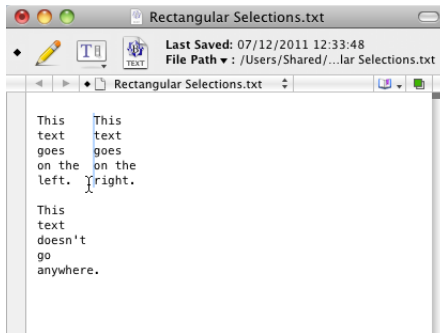 Rectangular Selections.txt
Last Saved: 07/12/2011 12:33:48
File Path ▾ : /Users/Shared/...lar Selections.txt
T
TEXT
Rectangular Selections.txt
This    This
text    text
goes    goes
on the  on the
left.   right.
This
text
doesn't
go
anywhere.